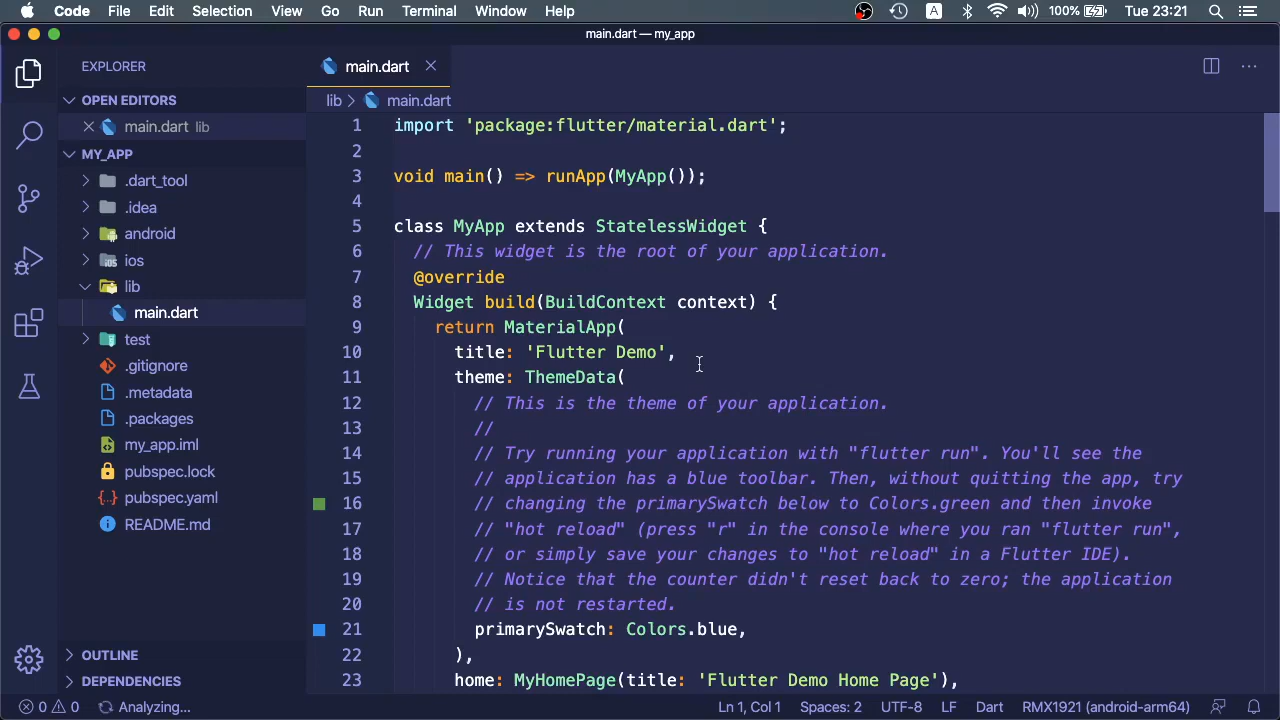 Code File Edit Selection View Go Run Terminal Window Help A 100% Tue 23:21
main.dart — my_app
EXPLORER
OPEN EDITORS
main.dart lib
MY_APP
.dart_tool
.idea
android
ios
lib
main.dart
test
.gitignore
.metadata
.packages
my_app.iml
pubspec.lock
pubspec.yaml
README.md
OUTLINE
DEPENDENCIES
main.dart
lib > main.dart
1 import 'package:flutter/material.dart';
2
3 void main() => runApp(MyApp());
4
5 class MyApp extends StatelessWidget {
6 // This widget is the root of your application.
7 @override
8 Widget build(BuildContext context) {
9 return MaterialApp(
10 title: 'Flutter Demo',
11 theme: ThemeData(
12 // This is the theme of your application.
13 //
14 // Try running your application with "flutter run". You'll see the
15 // application has a blue toolbar. Then, without quitting the app, try
16 // changing the primarySwatch below to Colors.green and then invoke
17 // "hot reload" (press "r" in the console where you ran "flutter run",
18 // or simply save your changes to "hot reload" in a Flutter IDE).
19 // Notice that the counter didn't reset back to zero; the application
20 // is not restarted.
21 primarySwatch: Colors.blue,
22 ),
23 home: MyHomePage(title: 'Flutter Demo Home Page'),
0 0 Analyzing... Ln 1, Col 1 Spaces: 2 UTF-8 LF Dart RMX1921 (android-arm64)